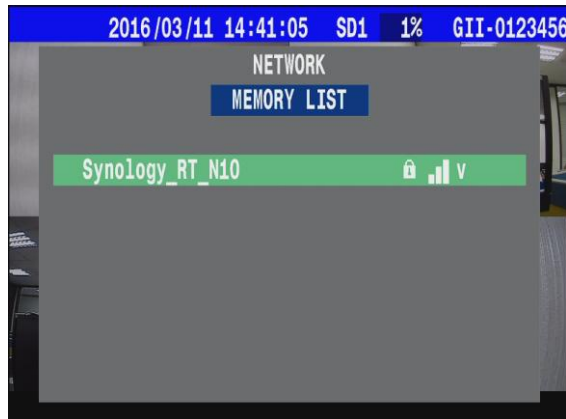 2016/03/11 14:41:05 SD1 1% GII-0123456
NETWORK
MEMORY LIST
Synology_RT_N10 V